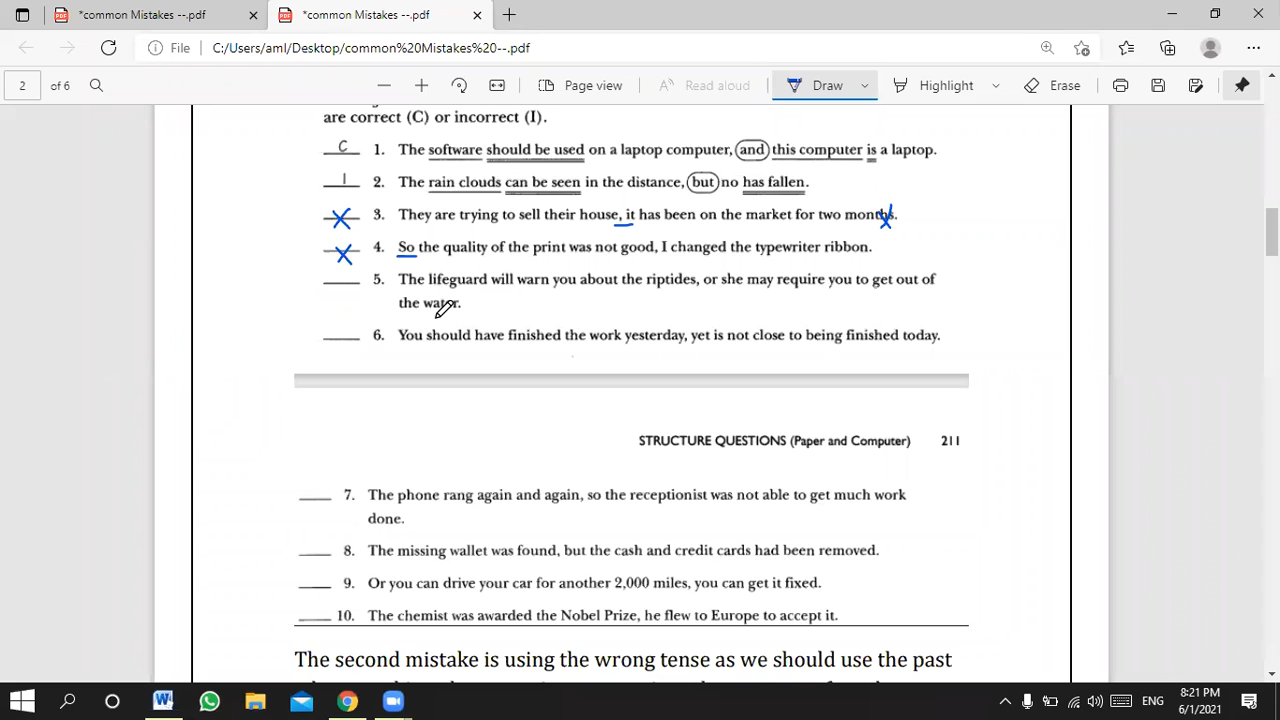 *common Mistakes --.pdf
*common Mistakes --.pdf
File C:/Users/aml/Desktop/common%20Mistakes%20--.pdf
2 of 6 Page view Read aloud Draw Highlight Erase
are correct (C) or incorrect (I).
C 1. The software should be used on a laptop computer, and this computer is a laptop.
I 2. The rain clouds can be seen in the distance, but no has fallen.
X 3. They are trying to sell their house, it has been on the market for two months.
X 4. So the quality of the print was not good, I changed the typewriter ribbon.
5. The lifeguard will warn you about the riptides, or she may require you to get out of
the water.
6. You should have finished the work yesterday, yet is not close to being finished today.
STRUCTURE QUESTIONS (Paper and Computer) 211
7. The phone rang again and again, so the receptionist was not able to get much work
done.
8. The missing wallet was found, but the cash and credit cards had been removed.
9. Or you can drive your car for another 2,000 miles, you can get it fixed.
10. The chemist was awarded the Nobel Prize, he flew to Europe to accept it.
The second mistake is using the wrong tense as we should use the past
ENG
8:21 PM
6/1/2021